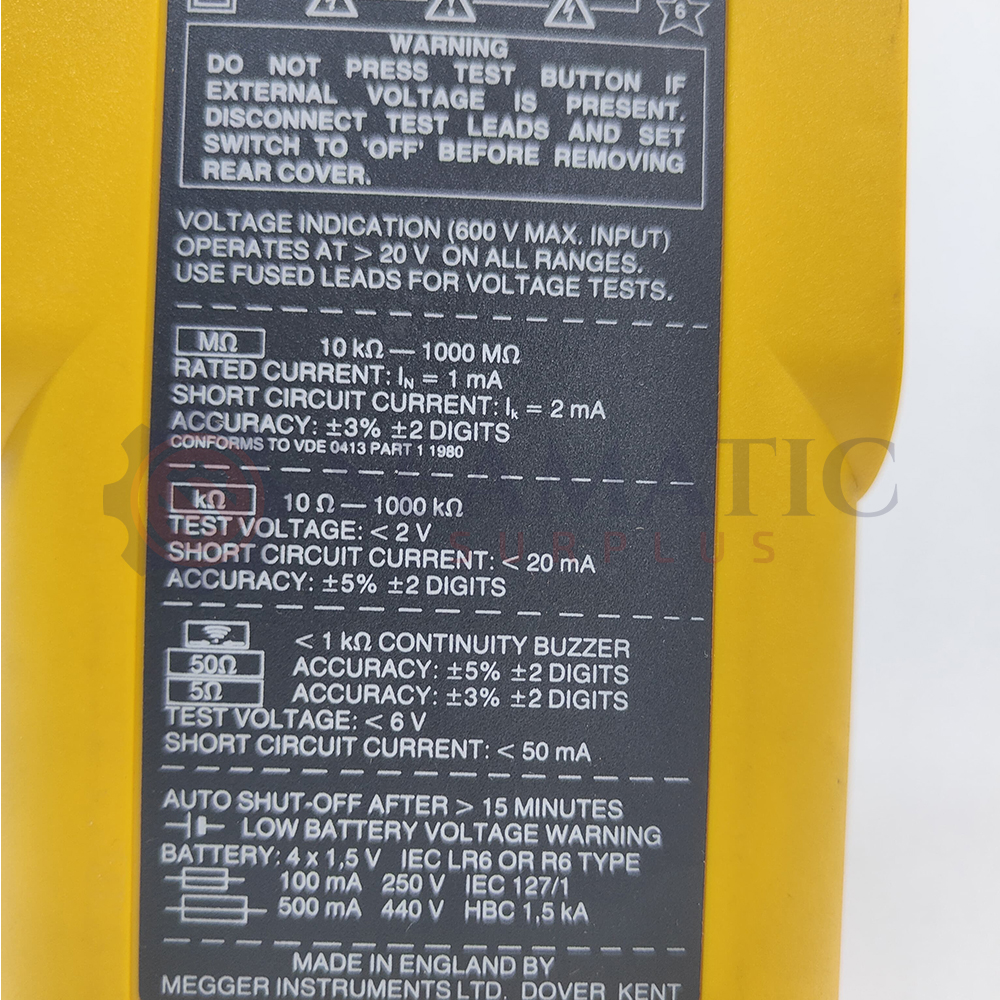 6
WARNING
DO NOT PRESS TEST BUTTON IF
EXTERNAL VOLTAGE IS PRESENT.
DISCONNECT TEST LEADS AND SET
SWITCH TO 'OFF' BEFORE REMOVING
REAR COVER.
VOLTAGE INDICATION (600 V MAX. INPUT)
OPERATES AT > 20 V ON ALL RANGES.
USE FUSED LEADS FOR VOLTAGE TESTS.
MΩ 10 kΩ — 1000 MΩ
RATED CURRENT: IN = 1 mA
SHORT CIRCUIT CURRENT: Ik = 2 mA
ACCURACY: ±3% ±2 DIGITS
CONFORMS TO VDE 0413 PART 1 1980
kΩ 10 Ω — 1000 kΩ
TEST VOLTAGE: < 2 V
SHORT CIRCUIT CURRENT: < 20 mA
SURPLUS
ACCURACY: ±5% ±2 DIGITS
< 1 kΩ CONTINUITY BUZZER
50Ω ACCURACY: ±5% ±2 DIGITS
5Ω ACCURACY: ±3% ±2 DIGITS
TEST VOLTAGE: < 6 V
SHORT CIRCUIT CURRENT: < 50 mA
AUTO SHUT-OFF AFTER > 15 MINUTES
LOW BATTERY VOLTAGE WARNING
BATTERY: 4 x 1,5 V IEC LR6 OR R6 TYPE
100 mA 250 V IEC 127/1
500 mA 440 V HBC 1,5 kA
MADE IN ENGLAND BY
MEGGER INSTRUMENTS LTD. DOVER KENT